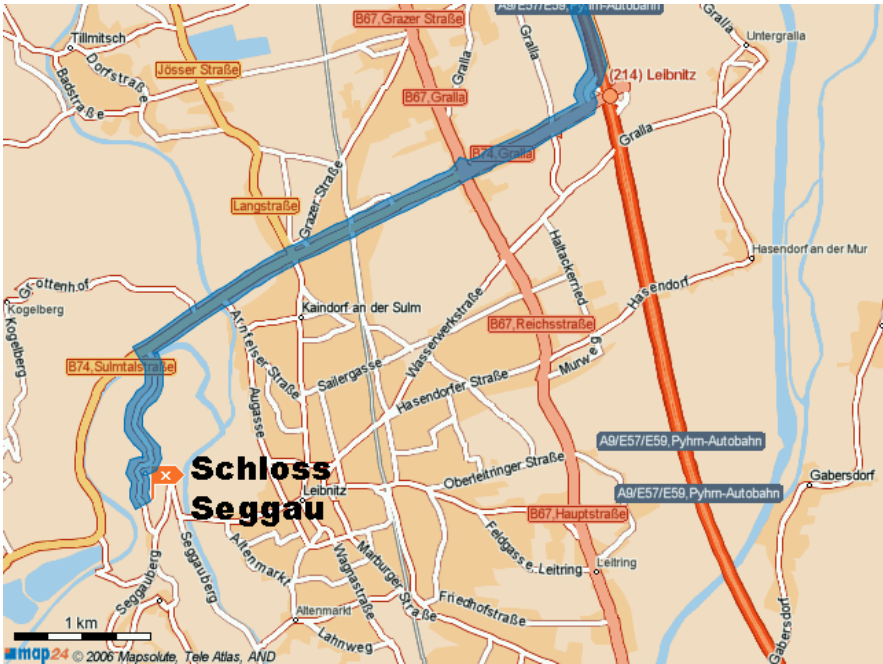 A9/E57/E59,Pyhrn-Autobahn
B67,Grazer Straße
Gralla
Untergralla
Tillmitsch
Dorfstraße
Badstraße
Jösser Straße
Gralla
Gralla
(214) Leibnitz
B67,Gralla
Gralla
B74,Gralla
Grazer Straße
Langstraße
Haltackerried
Hasendorf an der Mur
Grottenhof
Kogelberg
Kogelberg
Hasendorf
Kaindorf an der Sulm
Wasserwerkstraße
Arnfelser Straße
B67,Reichsstraße
B74,Sulmtalstraße
Sailergasse
Murweg
Hasendorfer Straße
Augasse
A9/E57/E59,Pyhrn-Autobahn
Schloss
Seggau
Oberleitringer Straße
Gabersdorf
Leibnitz
A9/E57/E59,Pyhrn-Autobahn
B67,Hauptstraße
Feldgasse
Leitring
Leitring
Altenmarkt
Seggauberg
Seggauberg
Wagnastraße
Marburger Straße
Friedhofstraße
Altenmarkt
Lahnweg
Gabersdorf
1 km
map24 © 2006 Mapsolute, Tele Atlas, AND